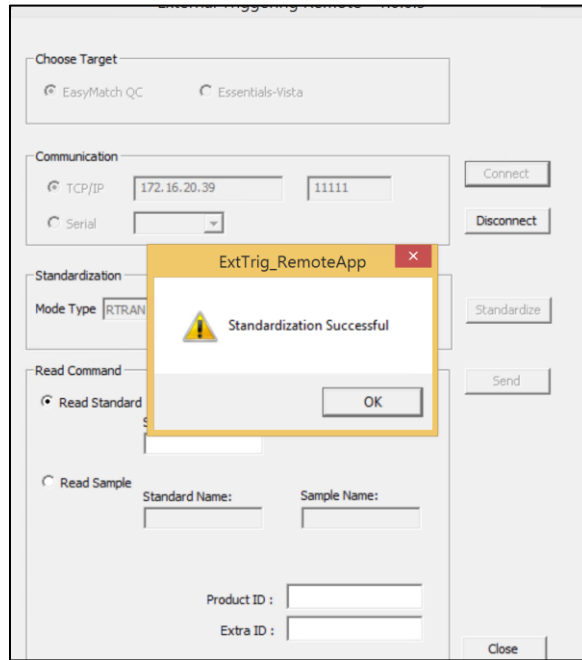 Choose Target
EasyMatch QC Essentials-Vista
Communication
TCP/IP 172.16.20.39 11111 Connect
Serial Disconnect
ExtTrig_RemoteApp
Standardization
Mode Type RTRAN Standardize
Standardization Successful
OK
Read Command
Send
Read Standard
Read Sample
Standard Name: Sample Name:
Product ID :
Extra ID :
Close